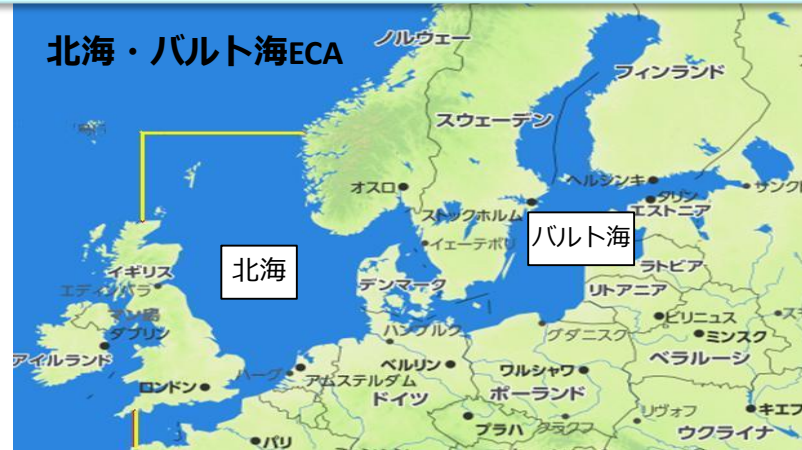 北海・バルト海ECA
ノルウェー
フィンランド
スウェーデン
オスロ
ヘルシンキ
タリン
サンク
ストックホルム
エストニア
イェーテボリ
バルト海
北海
ラトビア
イギリス
デンマーク
リトアニア
エディンバラ
マン島
ビリニュス
ダブリン
ハンブルク
グダニスク
ミンスク
アイルランド
ベルリン
ワルシャワ
ベラルーシ
ロンドン
ハーグ
アムステルダム
ドイツ
ポーランド
リヴォフ
キエフ
プラハ
クラクフ
ウクライナ
パリ